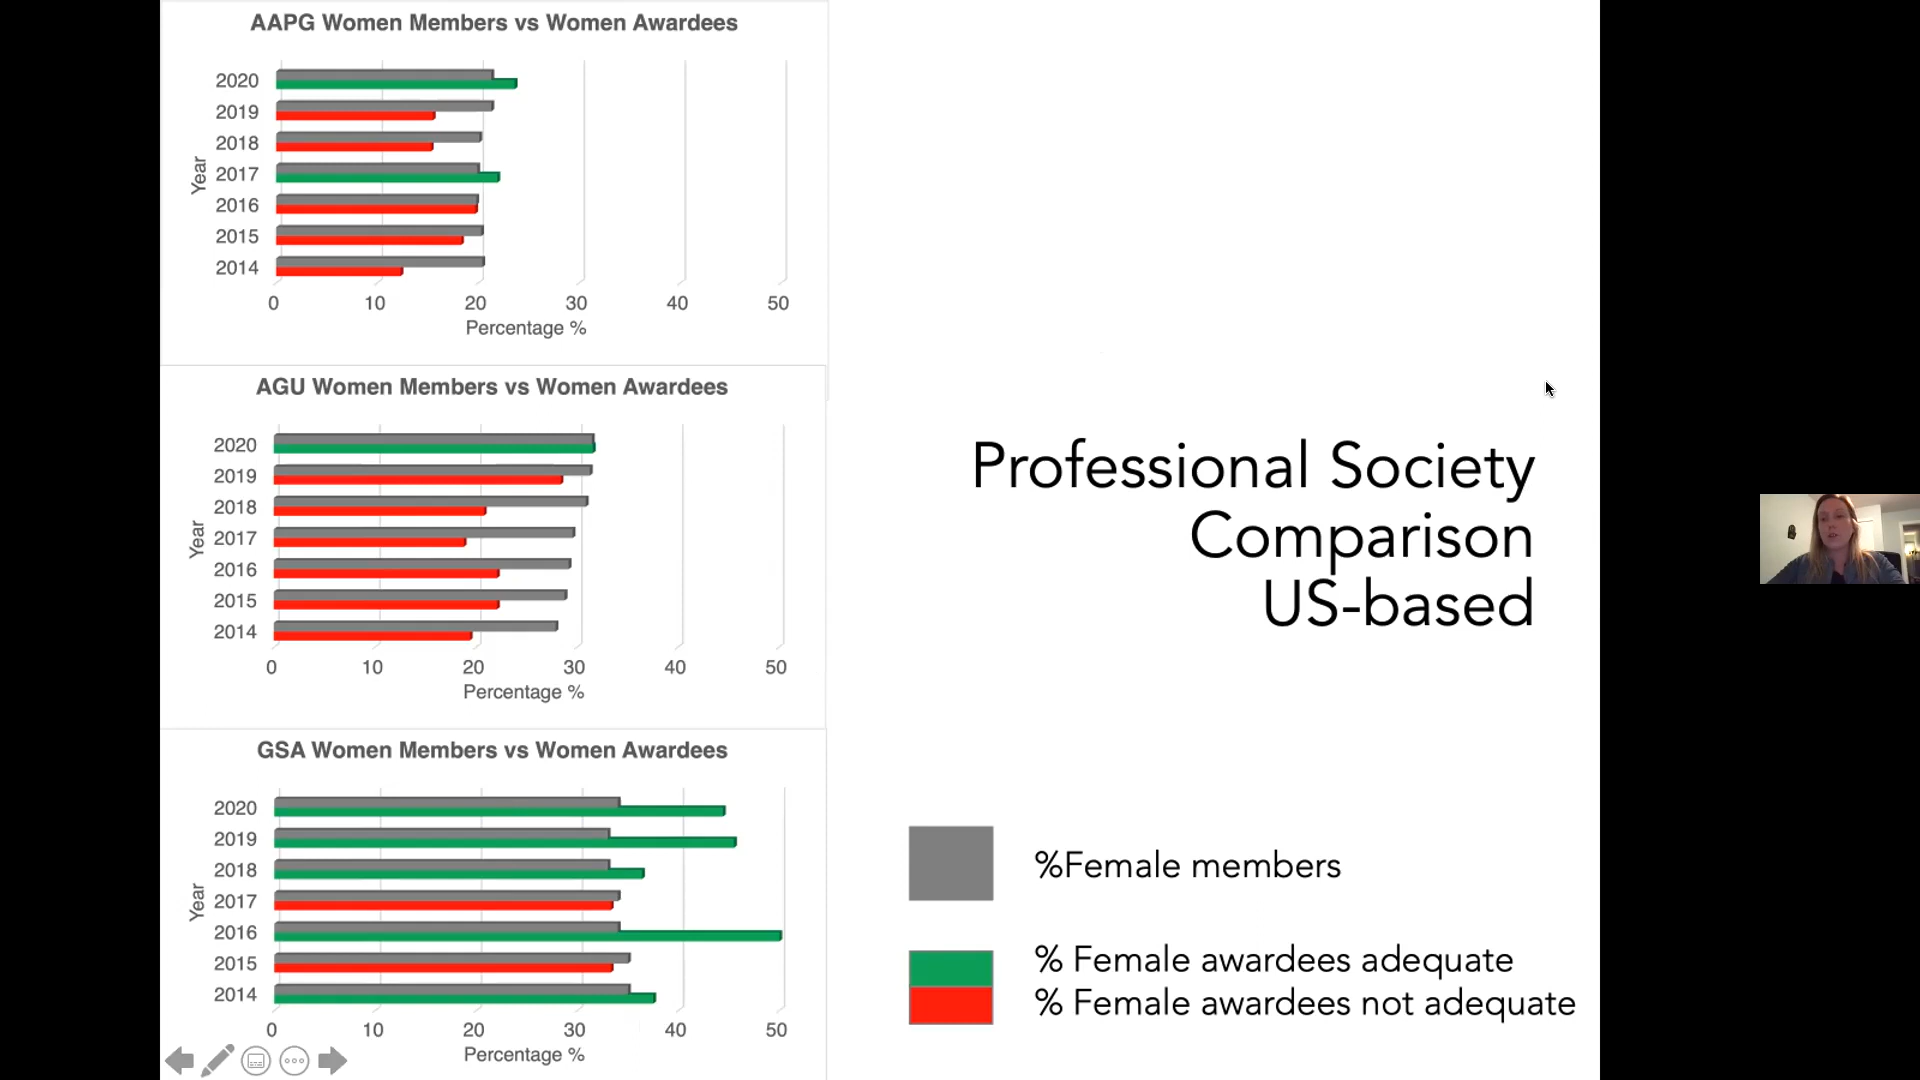 AAPG Women Members vs Women Awardees
2020
2019
2018
2017
2016
2015
2014
Year
0 10 20 30 40 50
Percentage %
AGU Women Members vs Women Awardees
2020
2019
2018
2017
2016
2015
2014
Year
0 10 20 30 40 50
Percentage %
GSA Women Members vs Women Awardees
2020
2019
2018
2017
2016
2015
2014
Year
0 10 20 30 40 50
Percentage %
Professional Society
Comparison
US-based
%Female members
% Female awardees adequate
% Female awardees not adequate